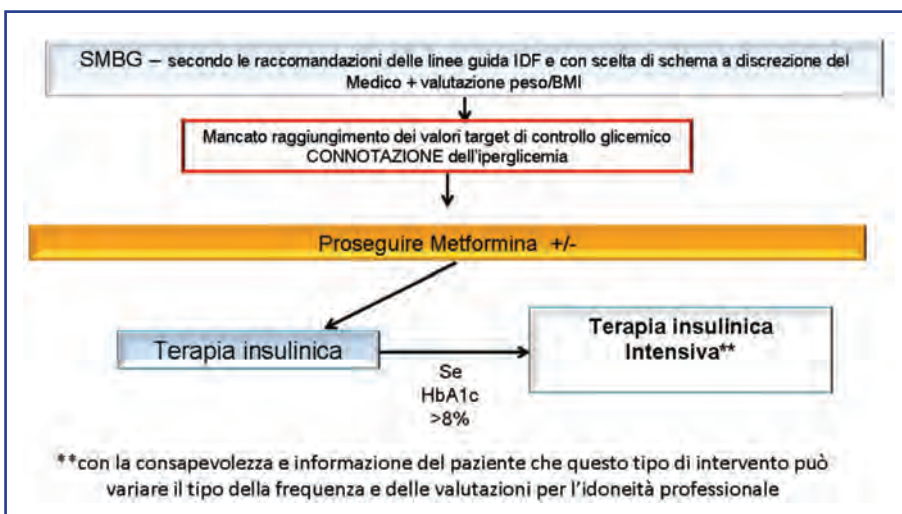 SMBG – secondo le raccomandazioni delle linee guida IDF e con scelta di schema a discrezione del
Medico + valutazione peso/BMI
Mancato raggiungimento dei valori target di controllo glicemico
CONNOTAZIONE dell'iperglicemia
Proseguire Metformina +/-
Terapia insulinica
Se
HbA1c
>8%
Terapia insulinica
Intensiva**
**con la consapevolezza e informazione del paziente che questo tipo di intervento può
variare il tipo della frequenza e delle valutazioni per l'idoneità professionale